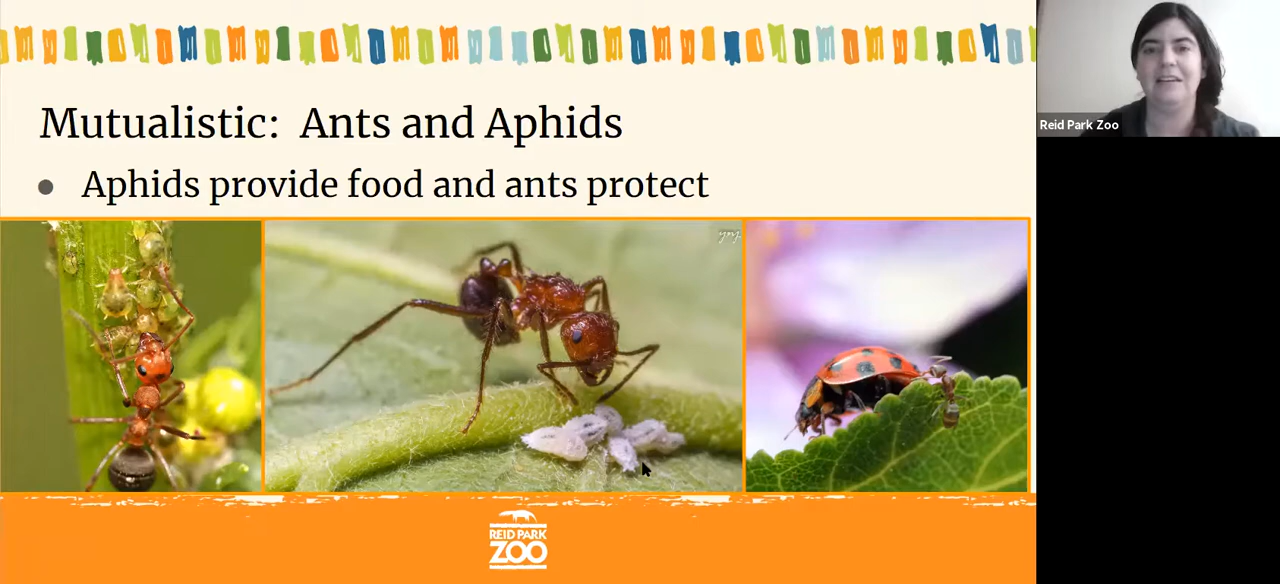 Mutualistic: Ants and Aphids
Aphids provide food and ants protect
Reid Park Zoo
REID PARK
ZOO